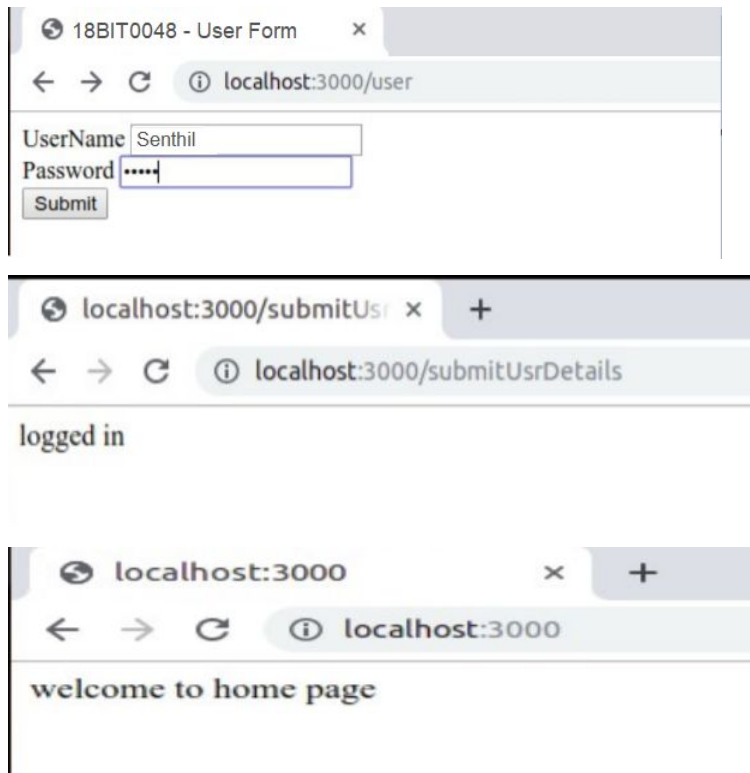 18BIT0048 - User Form ×
localhost:3000/user
UserName Senthil
Password •••••
Submit
localhost:3000/submitUsr × +
localhost:3000/submitUsrDetails
logged in
localhost:3000 × +
localhost:3000
welcome to home page